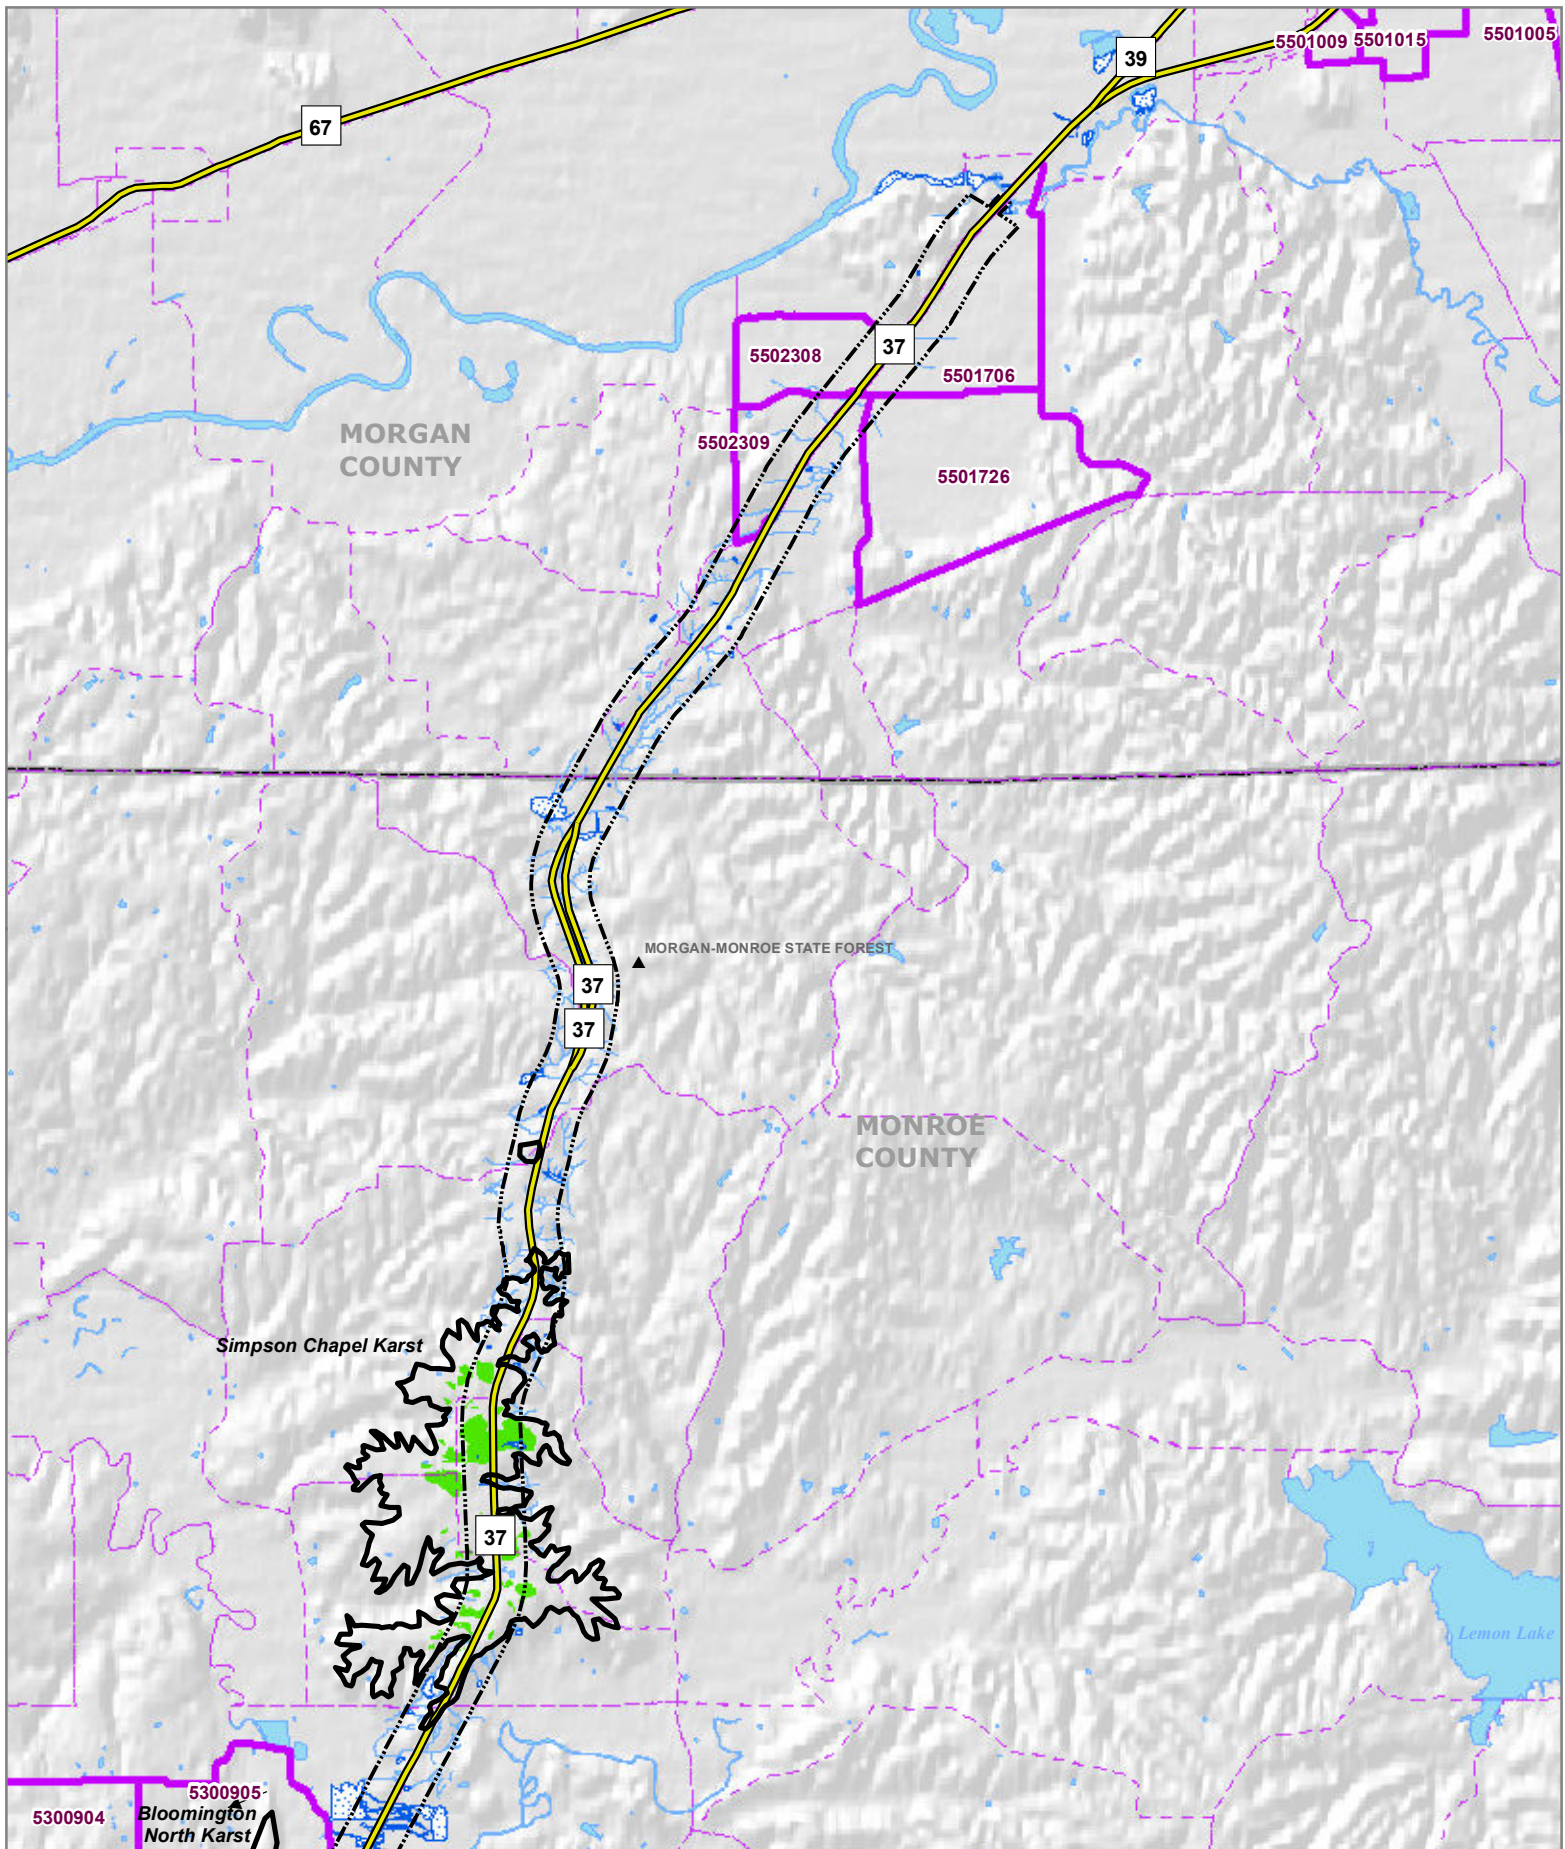 5501005
5501009
5501015
39
67
37
5502308
5501706
MORGAN
COUNTY
5502309
5501726
MORGAN-MONROE STATE FOREST
37
37
MONROE
COUNTY
Simpson Chapel Karst
37
Lemon Lake
5300905
5300904
Bloomington
North Karst